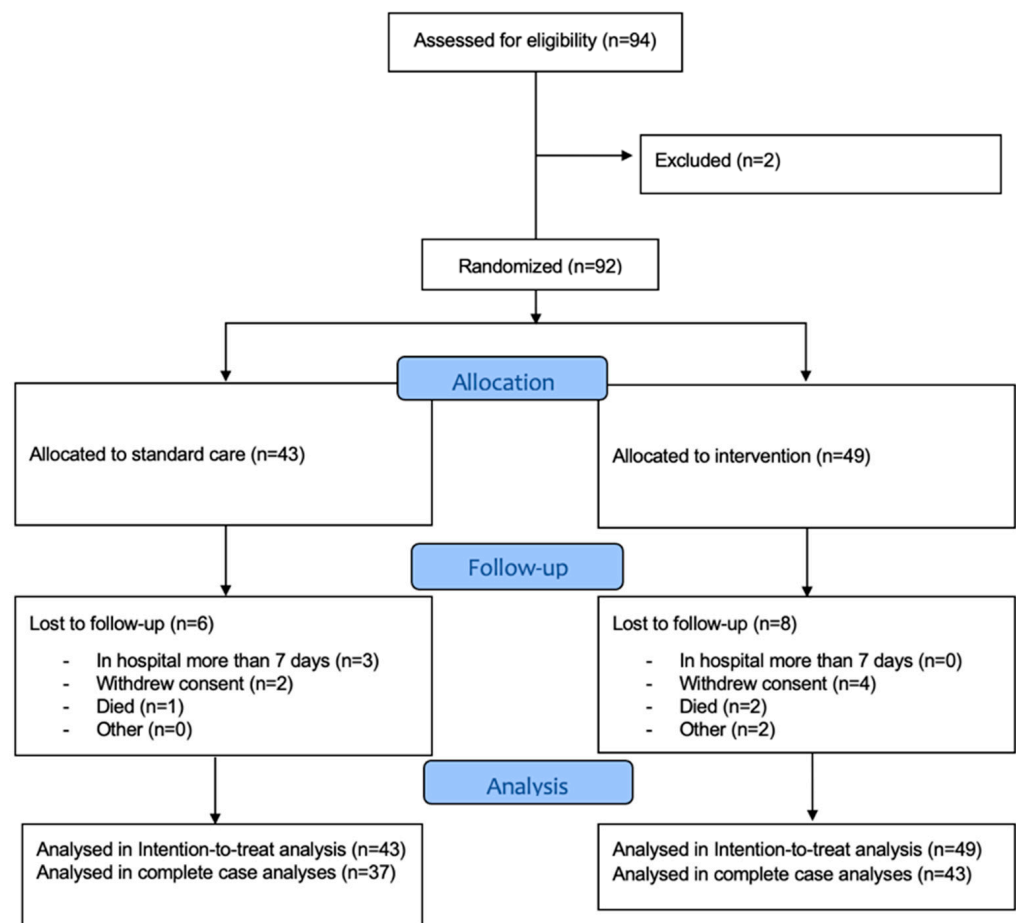 Assessed for eligibility (n=94)
Excluded (n=2)
Randomized (n=92)
Allocation
Allocated to standard care (n=43)
Allocated to intervention (n=49)
Follow-up
Lost to follow-up (n=6)
- In hospital more than 7 days (n=3)
- Withdrew consent (n=2)
- Died (n=1)
- Other (n=0)
Lost to follow-up (n=8)
- In hospital more than 7 days (n=0)
- Withdrew consent (n=4)
- Died (n=2)
- Other (n=2)
Analysis
Analysed in Intention-to-treat analysis (n=43)
Analysed in complete case analyses (n=37)
Analysed in Intention-to-treat analysis (n=49)
Analysed in complete case analyses (n=43)